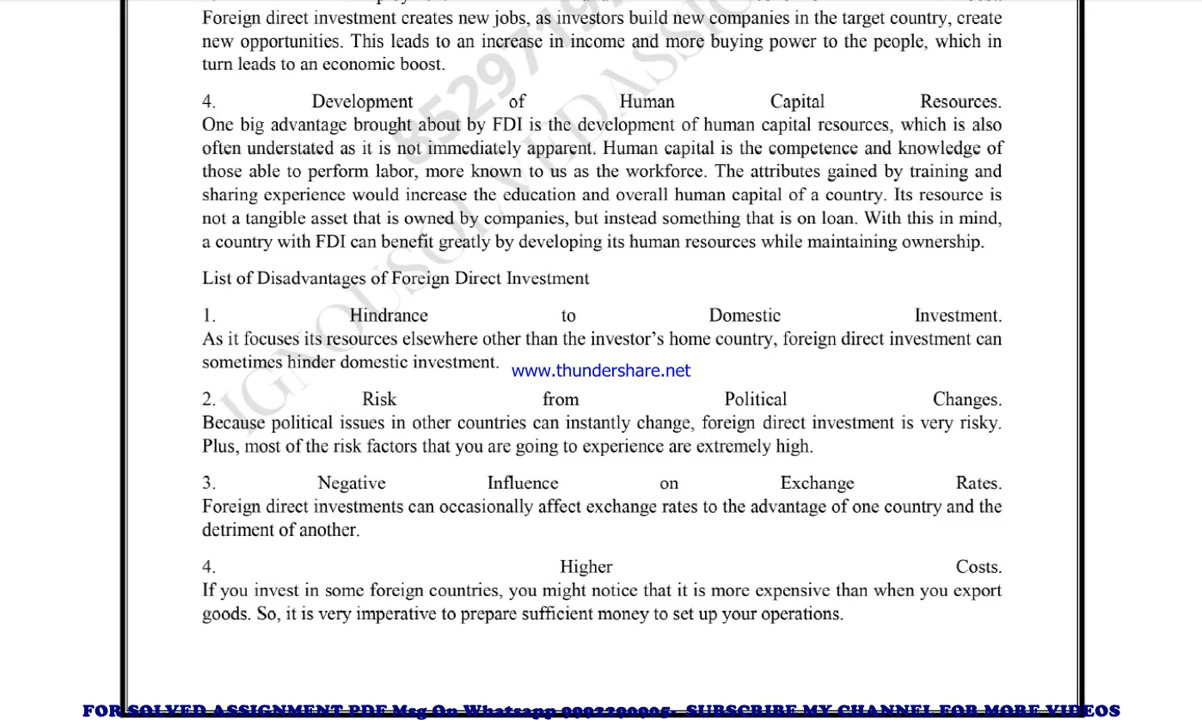 Foreign direct investment creates new jobs, as investors build new companies in the target country, create
new opportunities. This leads to an increase in income and more buying power to the people, which in
turn leads to an economic boost.
4. Development of Human Capital Resources.
One big advantage brought about by FDI is the development of human capital resources, which is also
often understated as it is not immediately apparent. Human capital is the competence and knowledge of
those able to perform labor, more known to us as the workforce. The attributes gained by training and
sharing experience would increase the education and overall human capital of a country. Its resource is
not a tangible asset that is owned by companies, but instead something that is on loan. With this in mind,
a country with FDI can benefit greatly by developing its human resources while maintaining ownership.
List of Disadvantages of Foreign Direct Investment
1. Hindrance to Domestic Investment.
As it focuses its resources elsewhere other than the investor’s home country, foreign direct investment can
sometimes hinder domestic investment.
www.thundershare.net
2. Risk from Political Changes.
Because political issues in other countries can instantly change, foreign direct investment is very risky.
Plus, most of the risk factors that you are going to experience are extremely high.
3. Negative Influence on Exchange Rates.
Foreign direct investments can occasionally affect exchange rates to the advantage of one country and the
detriment of another.
4. Higher Costs.
If you invest in some foreign countries, you might notice that it is more expensive than when you export
goods. So, it is very imperative to prepare sufficient money to set up your operations.
FOR SOLVED ASSIGNMENT PDF Msg On Whatsapp SUBSCRIBE MY CHANNEL FOR MORE VIDEOS